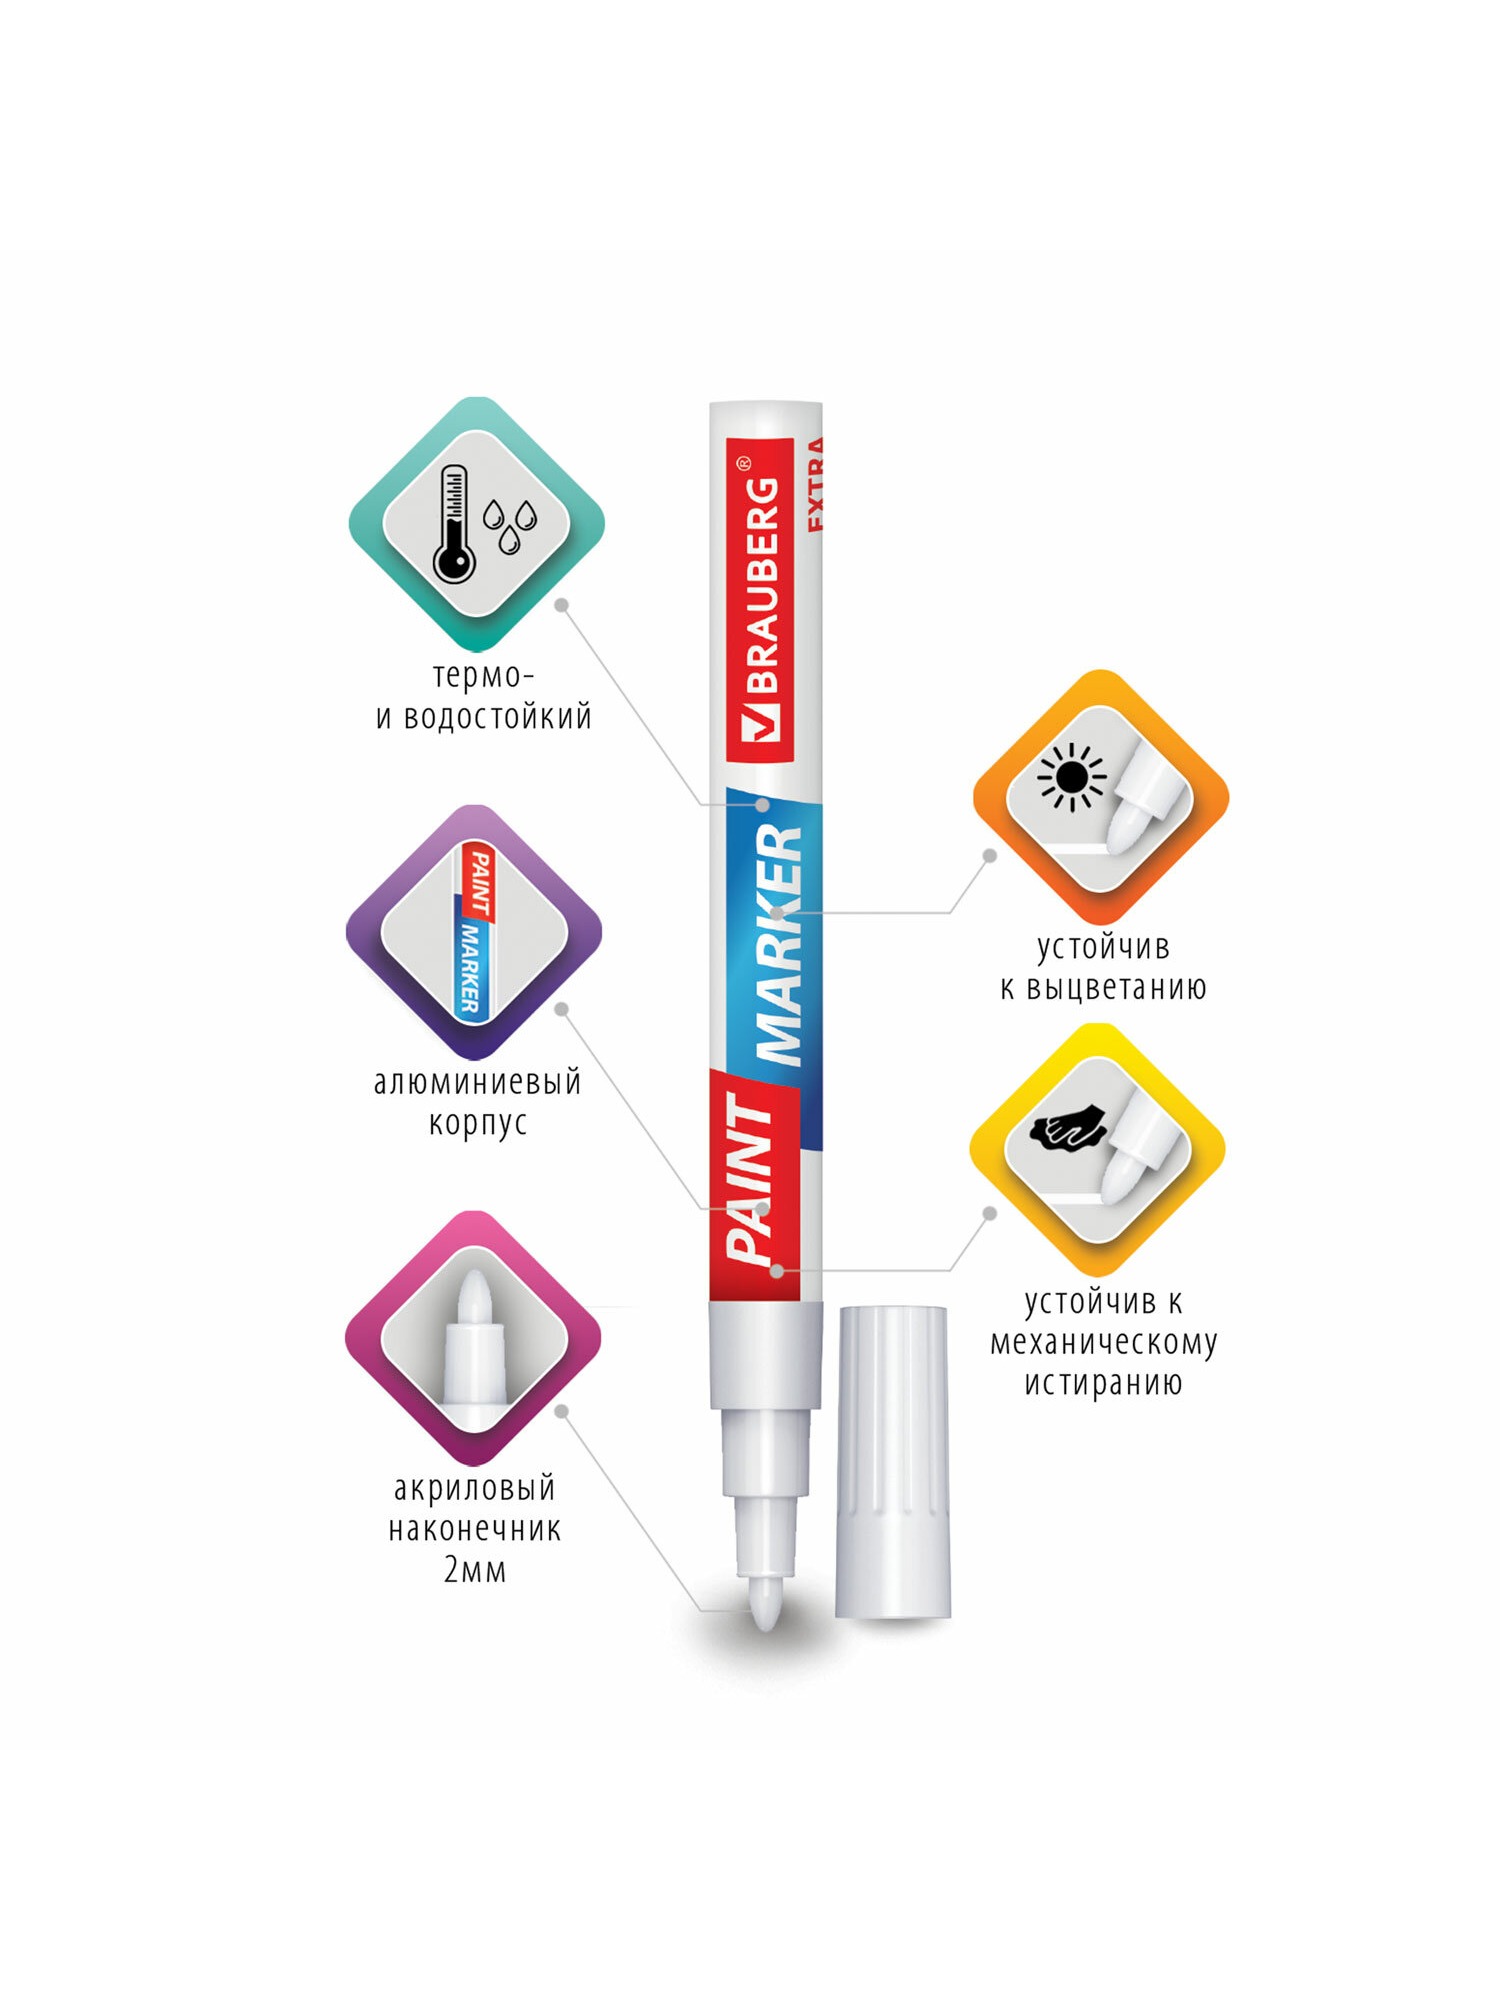 термо-
и водостойкий
PAINT MARKER
алюминиевый
корпус
акриловый
наконечник
2мм
BRAUBERG®
EXTRA
MARKER
PAINT
устойчив
к выцветанию
устойчив к
механическому
истиранию